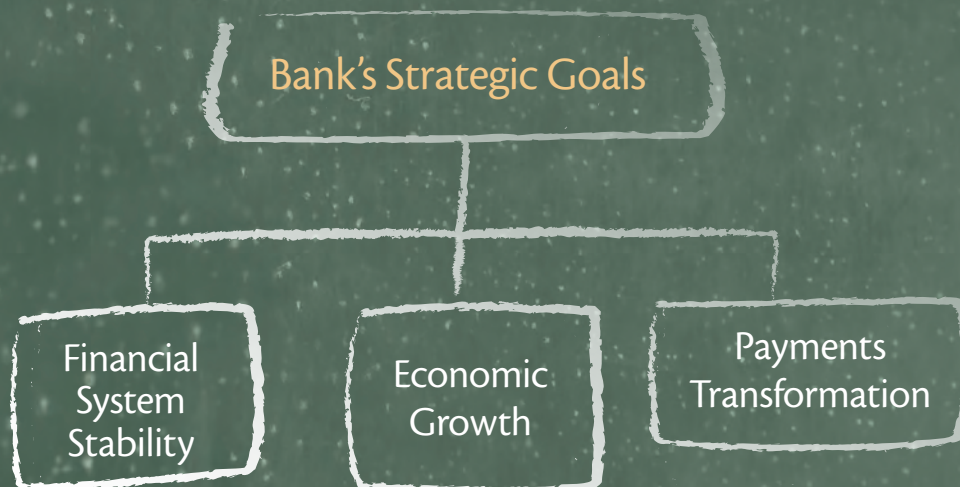 Bank's Strategic Goals
Financial
System
Stability
Economic
Growth
Payments
Transformation